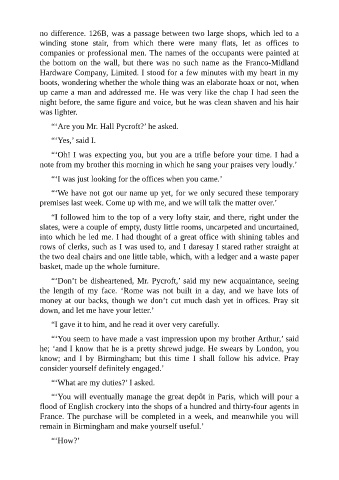 no difference. 126B, was a passage between two large shops, which led to a
winding stone stair, from which there were many flats, let as offices to
companies or professional men. The names of the occupants were painted at
the bottom on the wall, but there was no such name as the Franco-Midland
Hardware Company, Limited. I stood for a few minutes with my heart in my
boots, wondering whether the whole thing was an elaborate hoax or not, when
up came a man and addressed me. He was very like the chap I had seen the
night before, the same figure and voice, but he was clean shaven and his hair
was lighter.
“‘Are you Mr. Hall Pycroft?’ he asked.
“‘Yes,’ said I.
“‘Oh! I was expecting you, but you are a trifle before your time. I had a
note from my brother this morning in which he sang your praises very loudly.’
“‘I was just looking for the offices when you came.’
“‘We have not got our name up yet, for we only secured these temporary
premises last week. Come up with me, and we will talk the matter over.’
“I followed him to the top of a very lofty stair, and there, right under the
slates, were a couple of empty, dusty little rooms, uncarpeted and uncurtained,
into which he led me. I had thought of a great office with shining tables and
rows of clerks, such as I was used to, and I daresay I stared rather straight at
the two deal chairs and one little table, which, with a ledger and a waste paper
basket, made up the whole furniture.
“‘Don’t be disheartened, Mr. Pycroft,’ said my new acquaintance, seeing
the length of my face. ‘Rome was not built in a day, and we have lots of
money at our backs, though we don’t cut much dash yet in offices. Pray sit
down, and let me have your letter.’
“I gave it to him, and he read it over very carefully.
“‘You seem to have made a vast impression upon my brother Arthur,’ said
he; ‘and I know that he is a pretty shrewd judge. He swears by London, you
know; and I by Birmingham; but this time I shall follow his advice. Pray
consider yourself definitely engaged.’
“‘What are my duties?’ I asked.
“‘You will eventually manage the great depôt in Paris, which will pour a
flood of English crockery into the shops of a hundred and thirty-four agents in
France. The purchase will be completed in a week, and meanwhile you will
remain in Birmingham and make yourself useful.’
“‘How?’